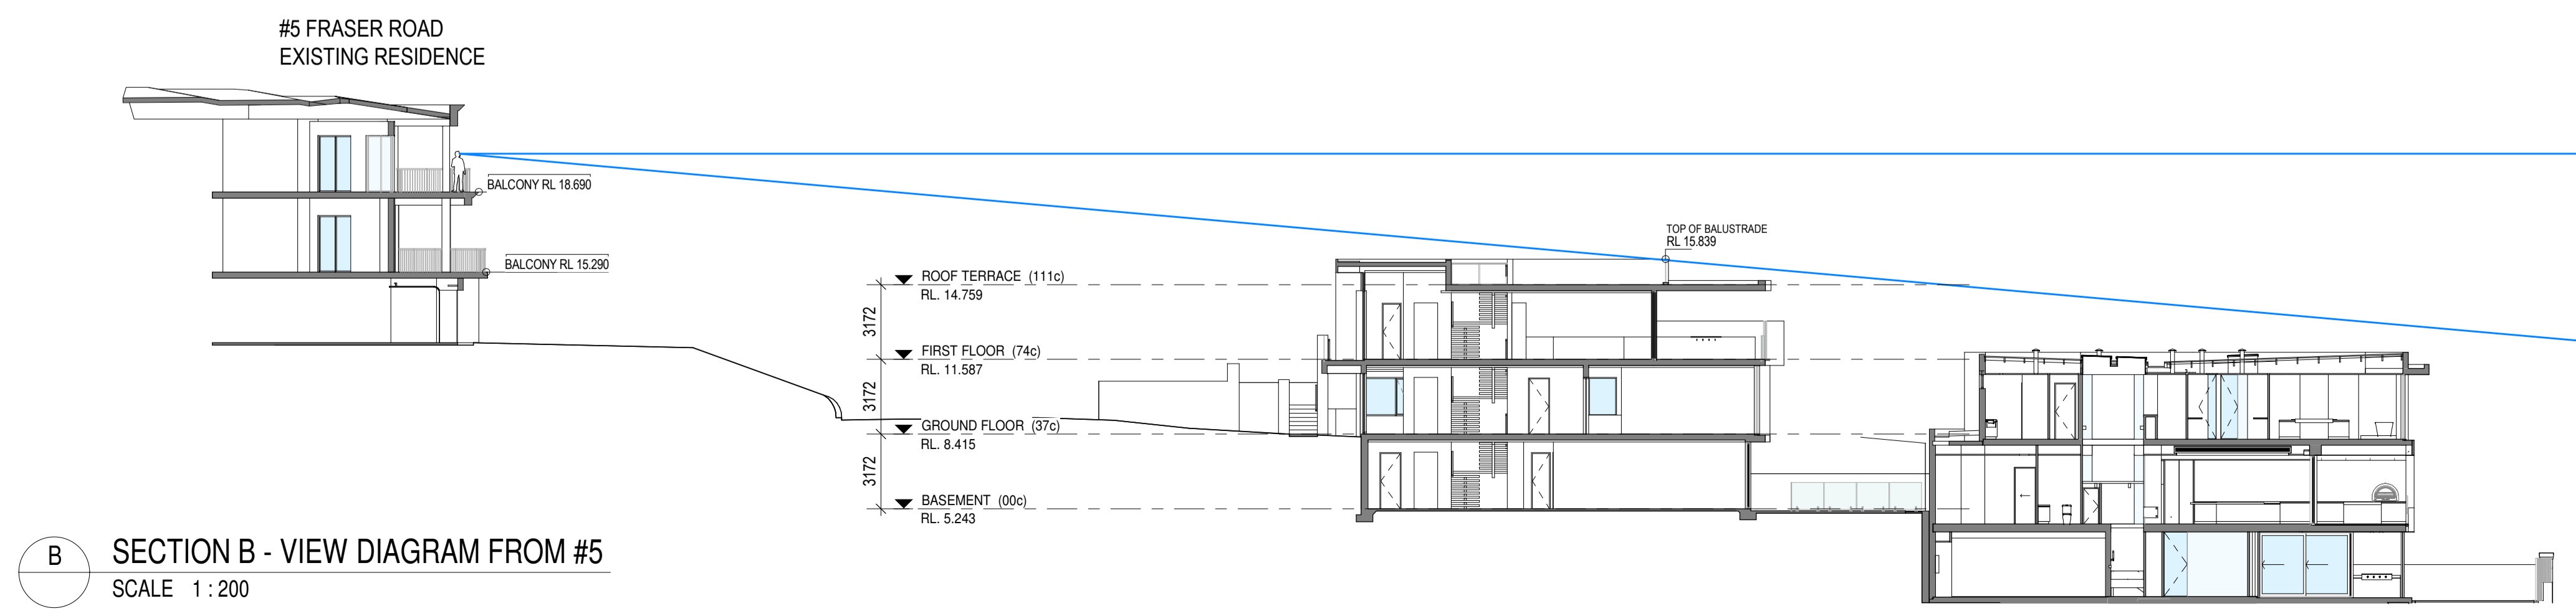 #5 FRASER ROAD
EXISTING RESIDENCE
BALCONY RL 18.690
BALCONY RL 15.290
TOP OF BALUSTRADE
RL 15.839
ROOF TERRACE (111c)
RL. 14.759
3172
FIRST FLOOR (74c)
RL. 11.587
3172
GROUND FLOOR (37c)
RL. 8.415
3172
BASEMENT (00c)
RL. 5.243
B
SECTION B - VIEW DIAGRAM FROM #5
SCALE 1 : 200